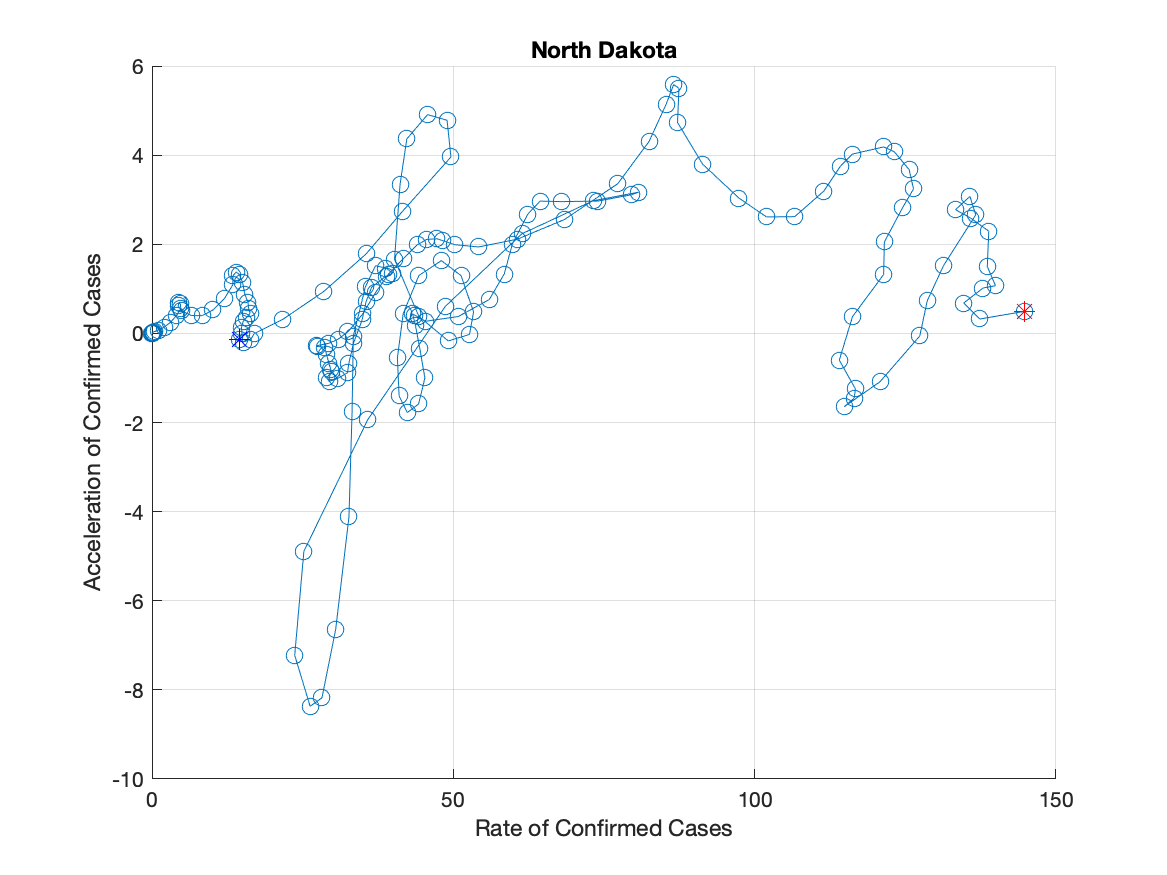 North Dakota
6
4
2
0
-2
-4
-6
-8
-10
0 50 100 150
Rate of Confirmed Cases
Acceleration of Confirmed Cases